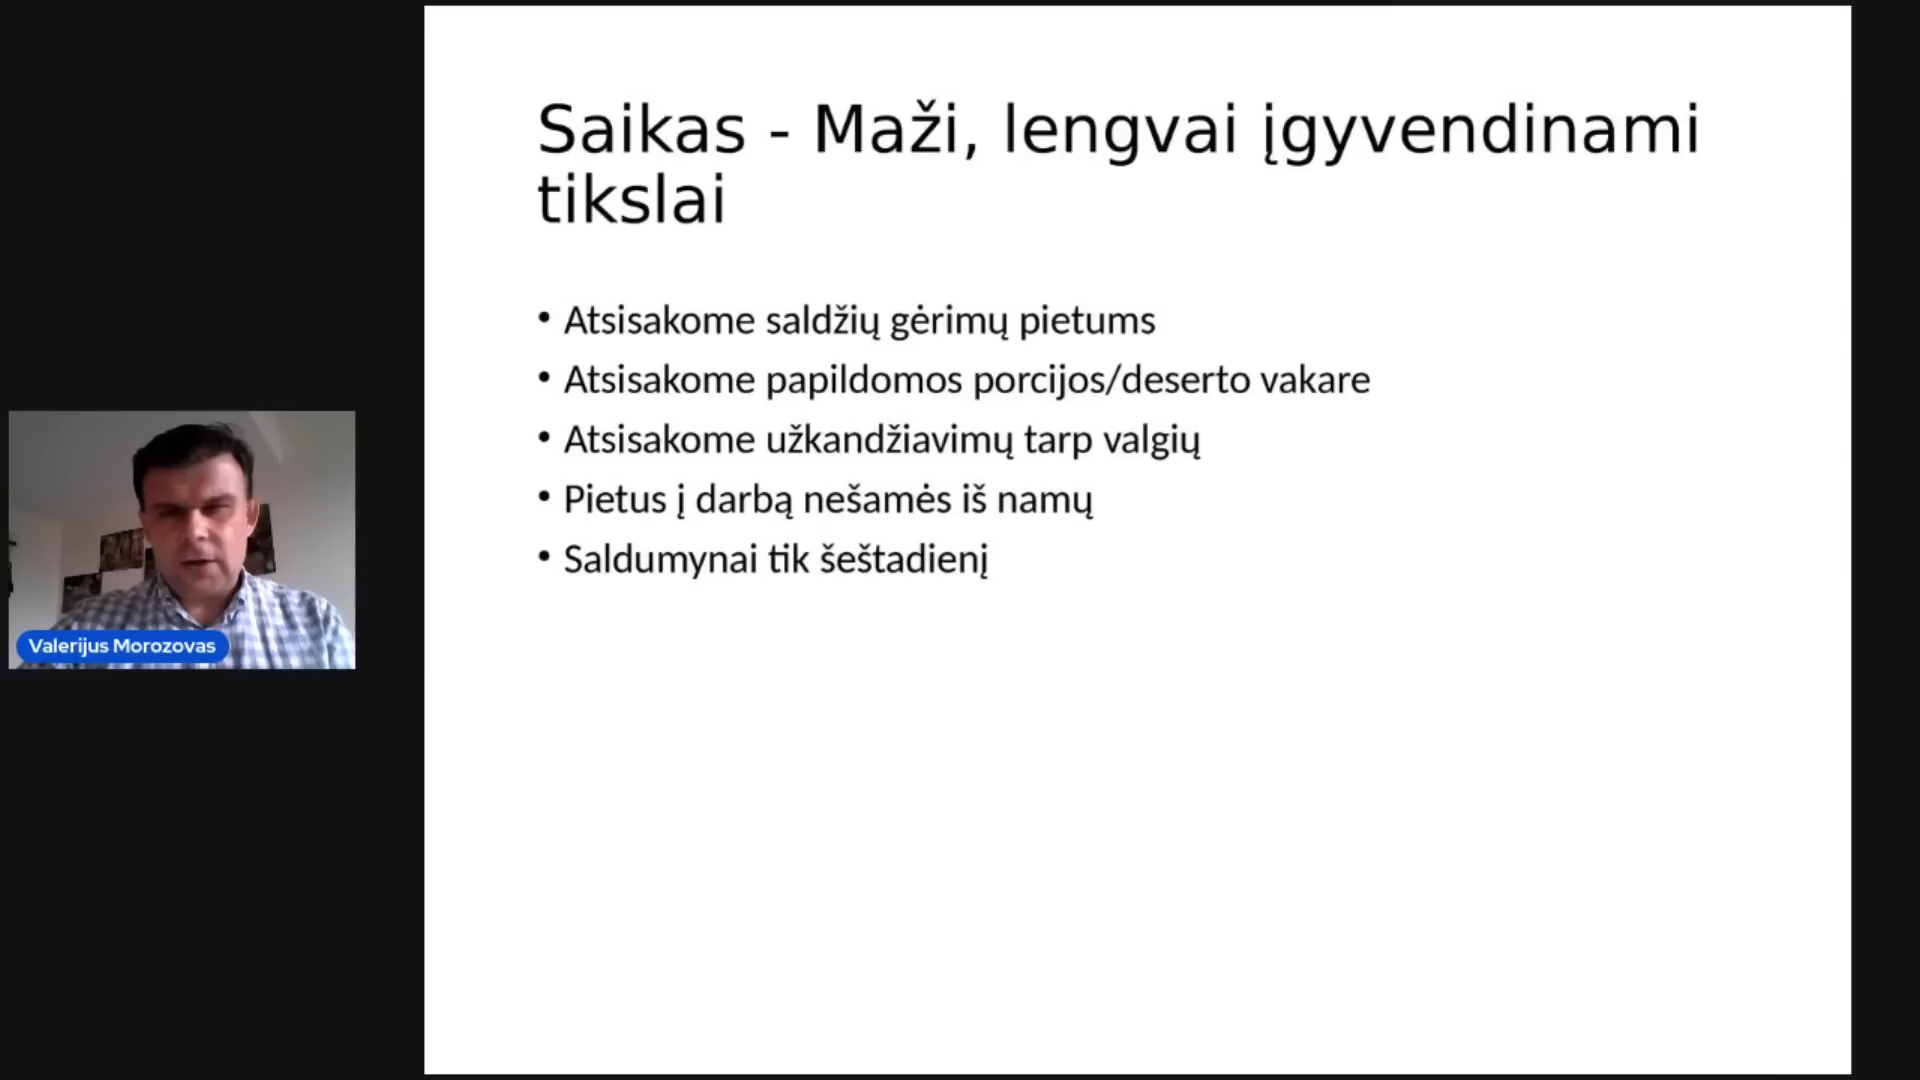 Saikas - Maži, lengvai įgyvendinami
tikslai
• Atsisakome saldžių gėrimų pietums
• Atsisakome papildomos porcijos/deserto vakare
• Atsisakome užkandžiavimų tarp valgių
• Pietus į darbą nešamės iš namų
• Saldumynai tik šeštadienį
Valerijus Morozovas